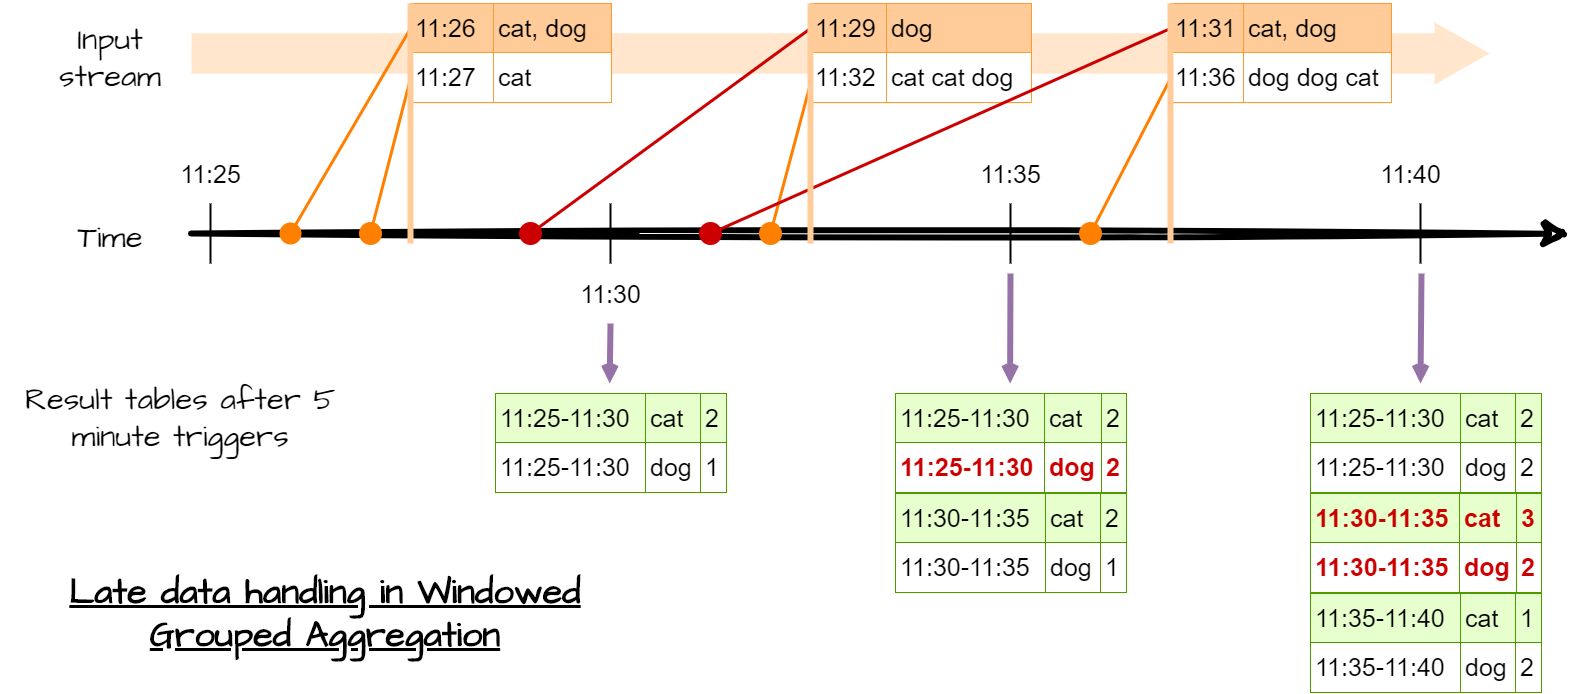 Input
stream
11:26 cat, dog
11:27 cat
11:29 dog
11:32 cat cat dog
11:31 cat, dog
11:36 dog dog cat
11:25
11:35
11:40
Time
11:30
Result tables after 5
minute triggers
11:25-11:30 cat 2
11:25-11:30 dog 1
11:25-11:30 cat 2
11:25-11:30 dog 2
11:30-11:35 cat 2
11:30-11:35 dog 1
11:25-11:30 cat 2
11:25-11:30 dog 2
11:30-11:35 cat 3
11:30-11:35 dog 2
11:35-11:40 cat 1
11:35-11:40 dog 2
Late data handling in Windowed
Grouped Aggregation